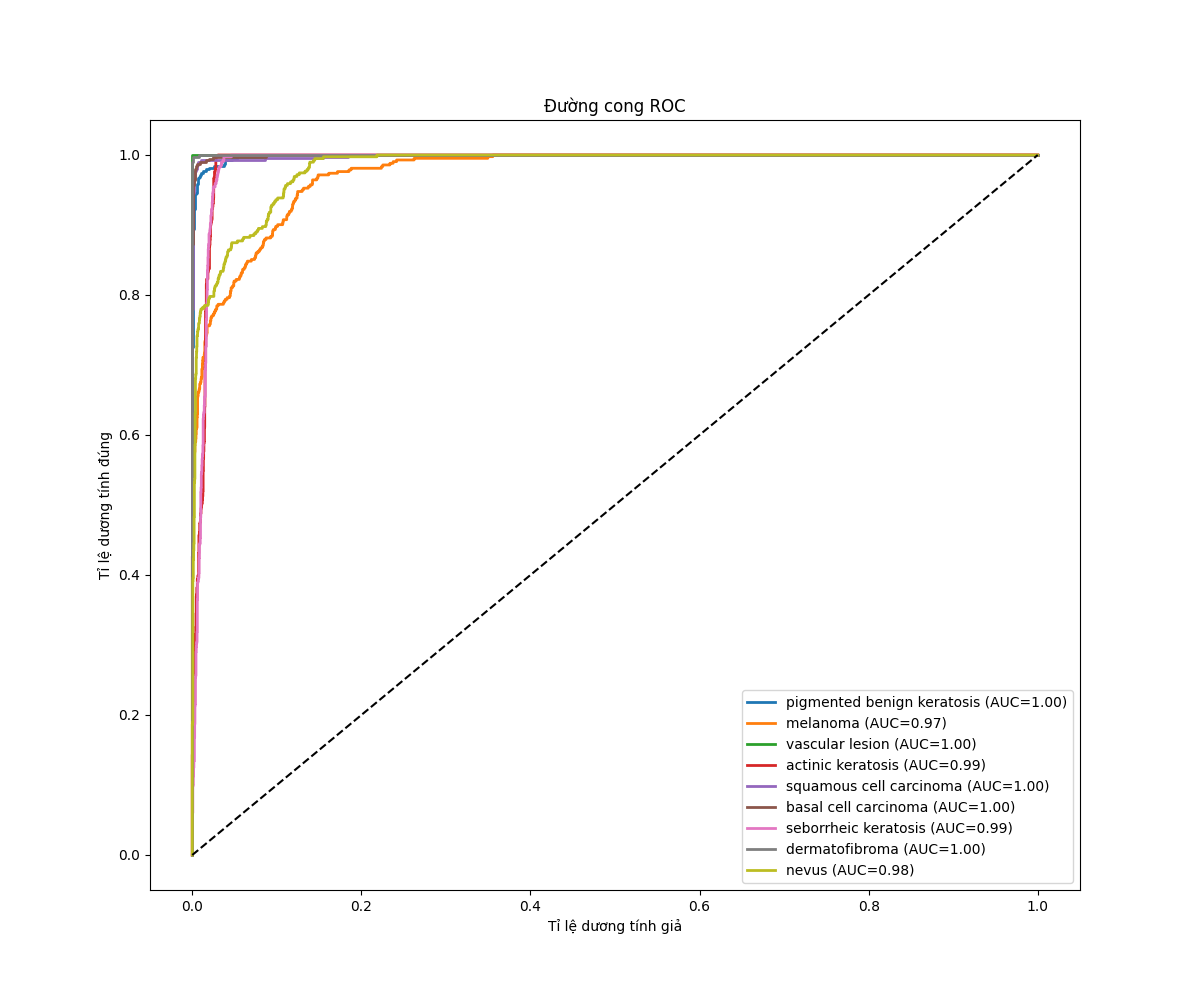 Đường cong ROC
1.0
0.8
0.6
0.4
0.2
0.0
Tỉ lệ dương tính đúng
0.0
0.2
0.4
0.6
0.8
1.0
Tỉ lệ dương tính giả
pigmented benign keratosis (AUC=1.00)
melanoma (AUC=0.97)
vascular lesion (AUC=1.00)
actinic keratosis (AUC=0.99)
squamous cell carcinoma (AUC=1.00)
basal cell carcinoma (AUC=1.00)
seborrheic keratosis (AUC=0.99)
dermatofibroma (AUC=1.00)
nevus (AUC=0.98)